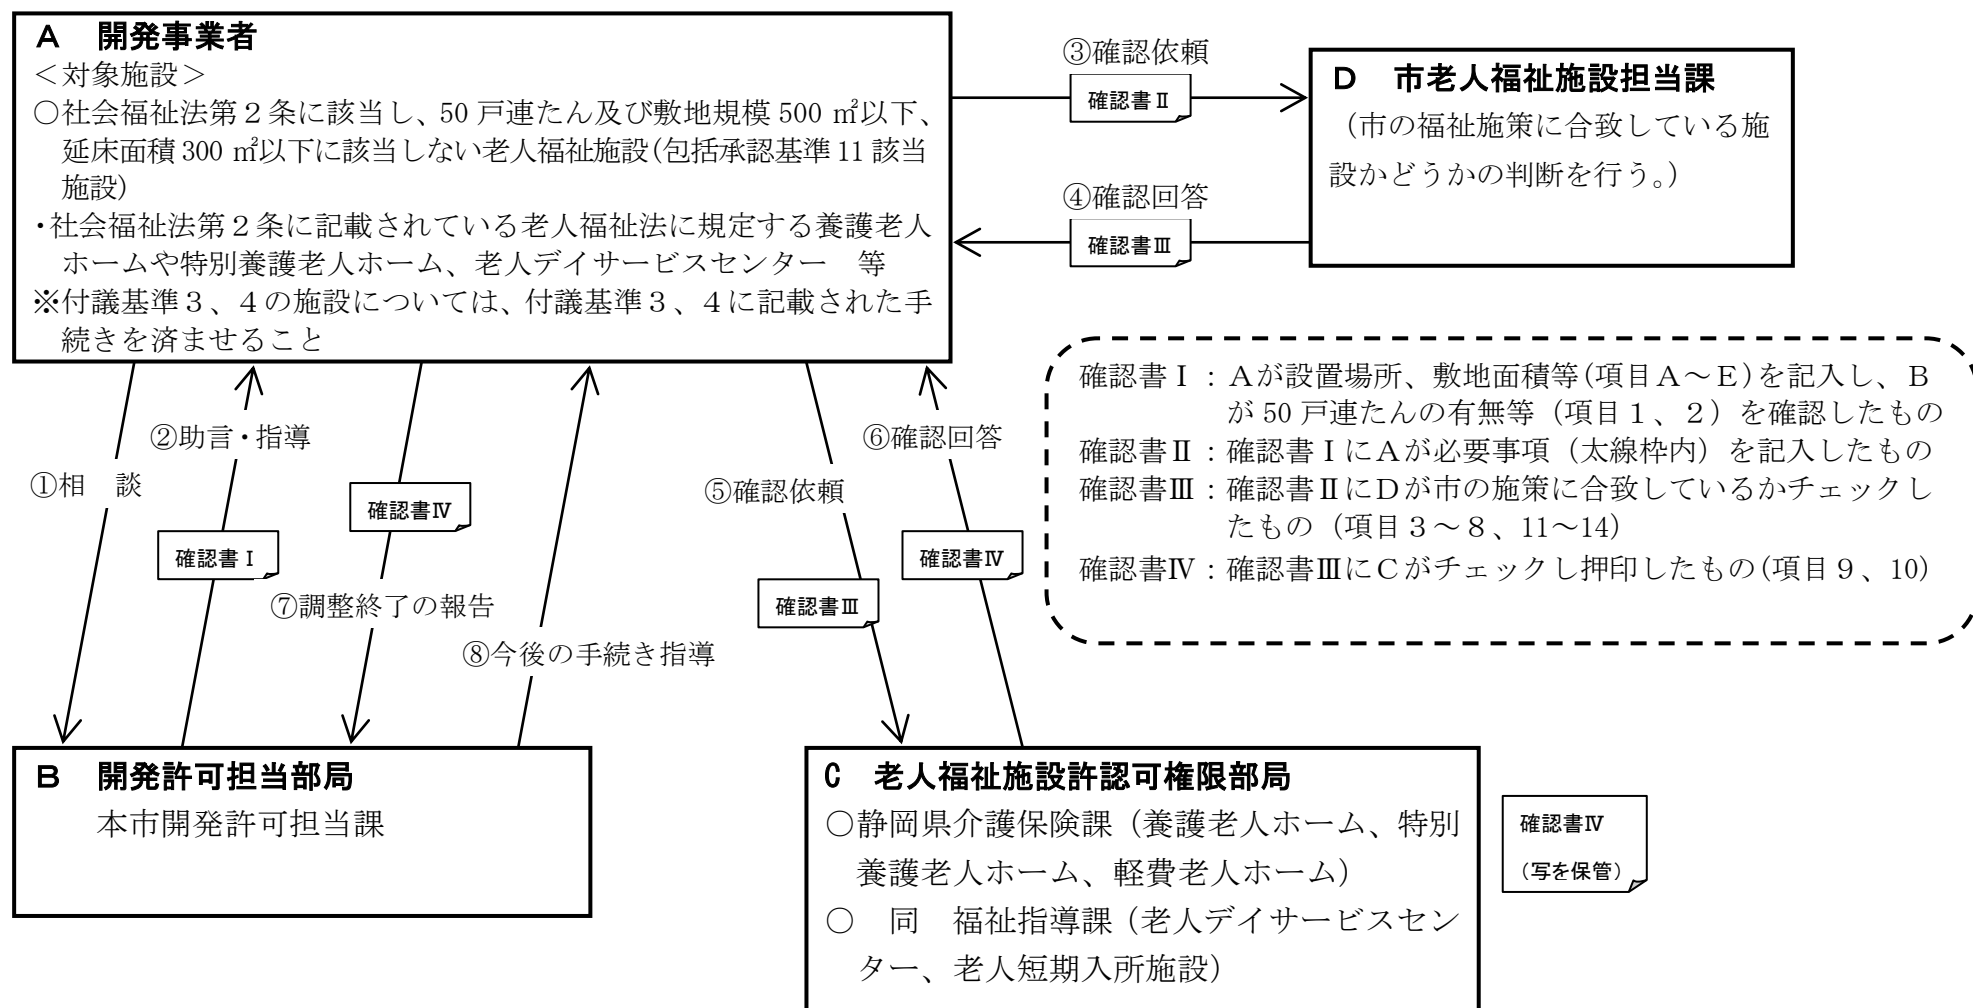 A　開発事業者
＜対象施設＞
○社会福祉法第２条に該当し、50 戸連たん及び敷地規模 500 ㎡以下、
延床面積 300 ㎡以下に該当しない老人福祉施設(包括承認基準 11 該当
施設)
・社会福祉法第２条に記載されている老人福祉法に規定する養護老人
ホームや特別養護老人ホーム、老人デイサービスセンター　等
※付議基準３、４の施設については、付議基準３、４に記載された手
続きを済ませること
③確認依頼
確認書Ⅱ
④確認回答
確認書Ⅲ
D　市老人福祉施設担当課
（市の福祉施策に合致している施
設かどうかの判断を行う。）
確認書Ⅰ：Ａが設置場所、敷地面積等(項目Ａ～Ｅ)を記入し、Ｂ
が 50 戸連たんの有無等（項目１、２）を確認したもの
確認書Ⅱ：確認書ⅠにＡが必要事項（太線枠内）を記入したもの
確認書Ⅲ：確認書ⅡにＤが市の施策に合致しているかチェックし
たもの（項目３～８、11～14）
確認書Ⅳ：確認書ⅢにＣがチェックし押印したもの(項目９、10)
①相　談
②助言・指導
確認書Ⅰ
確認書Ⅳ
⑦調整終了の報告
⑧今後の手続き指導
⑤確認依頼
確認書Ⅲ
⑥確認回答
確認書Ⅳ
B　開発許可担当部局
本市開発許可担当課
C　老人福祉施設許認可権限部局
○静岡県介護保険課（養護老人ホーム、特別
養護老人ホーム、軽費老人ホーム）
○　同　福祉指導課（老人デイサービスセン
ター、老人短期入所施設）
確認書Ⅳ
（写を保管）